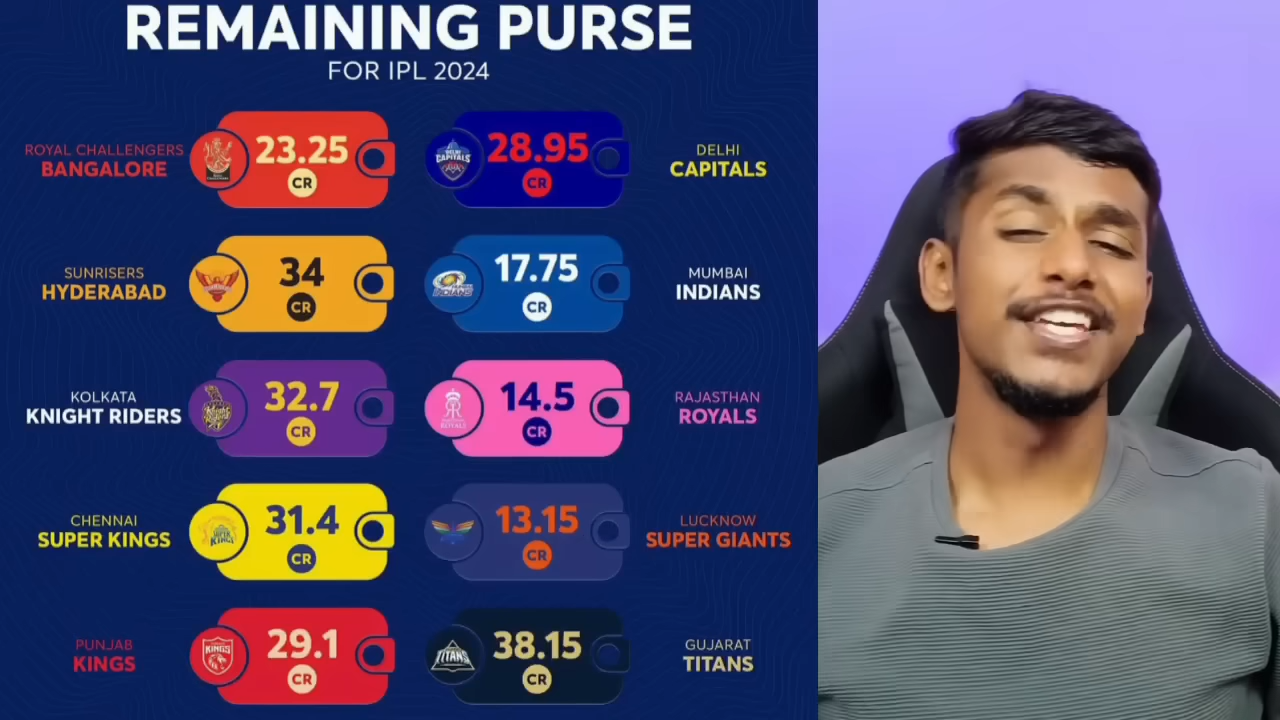 REMAINING PURSE
FOR IPL 2024
ROYAL CHALLENGERS
BANGALORE
23.25
CR
28.95
CR
DELHI
CAPITALS
SUNRISERS
HYDERABAD
34
CR
17.75
CR
MUMBAI
INDIANS
KOLKATA
KNIGHT RIDERS
32.7
CR
14.5
CR
RAJASTHAN
ROYALS
CHENNAI
SUPER KINGS
31.4
CR
13.15
CR
LUCKNOW
SUPER GIANTS
PUNJAB
KINGS
29.1
CR
TITANS
38.15
CR
GUJARAT
TITANS